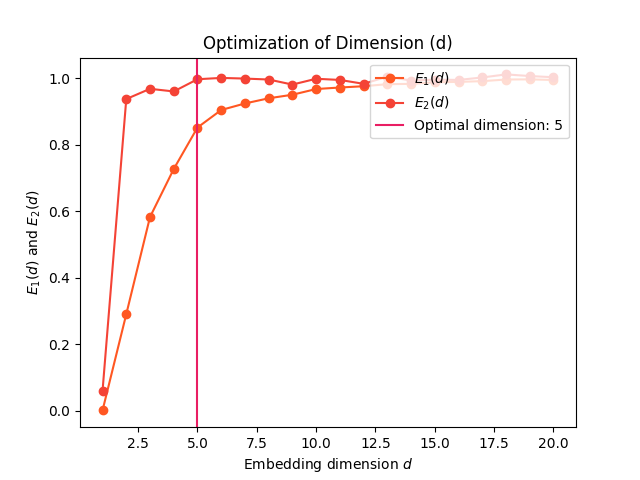 Optimization of Dimension (d)
E₁(d)
E₂(d)
Optimal dimension: 5
E₁(d) and E₂(d)
1.0
0.8
0.6
0.4
0.2
0.0
2.5 5.0 7.5 10.0 12.5 15.0 17.5 20.0
Embedding dimension d